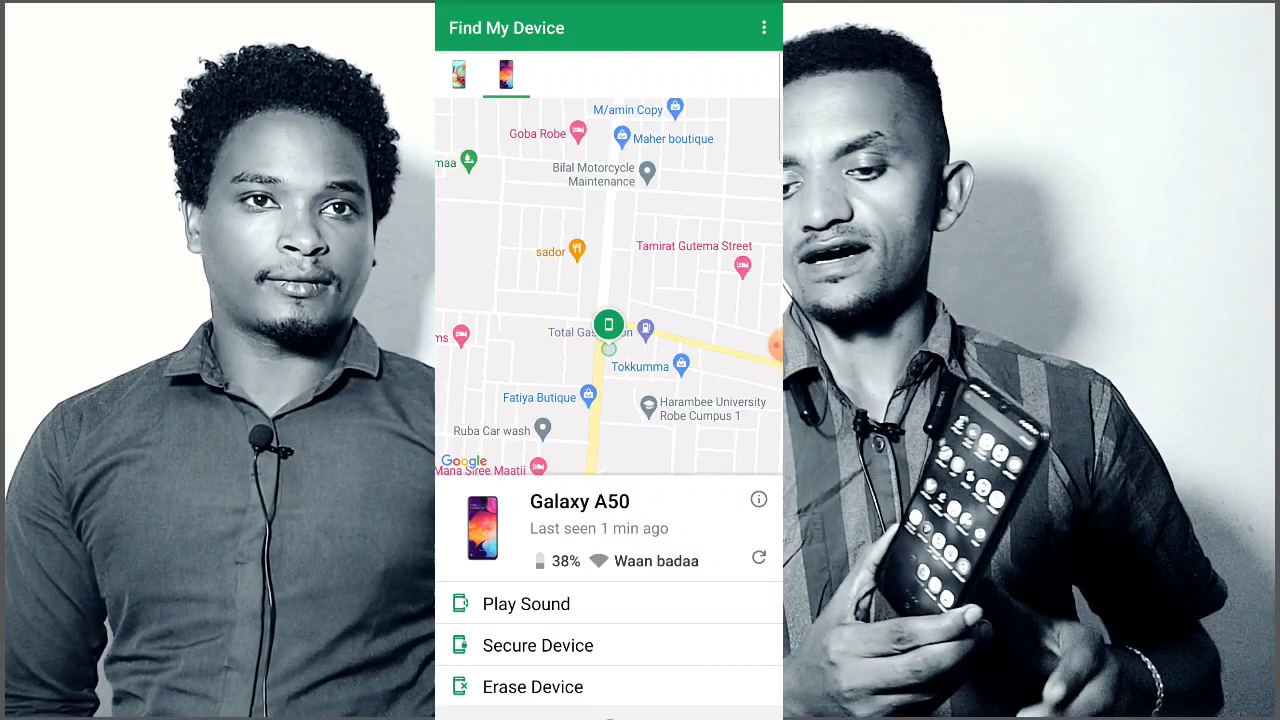 Find My Device
M/amin Copy
Goba Robe
Maher boutique
maa
Bilal Motorcycle
Maintenance
sador
Tamirat Gutema Street
ms
Total Gas
Tokkumma
Fatiya Butique
Harambee University
Robe Cumpus 1
Ruba Car wash
Google
Mana Siree Maatii
Galaxy A50
Last seen 1 min ago
38% Waan badaa
Play Sound
Secure Device
Erase Device